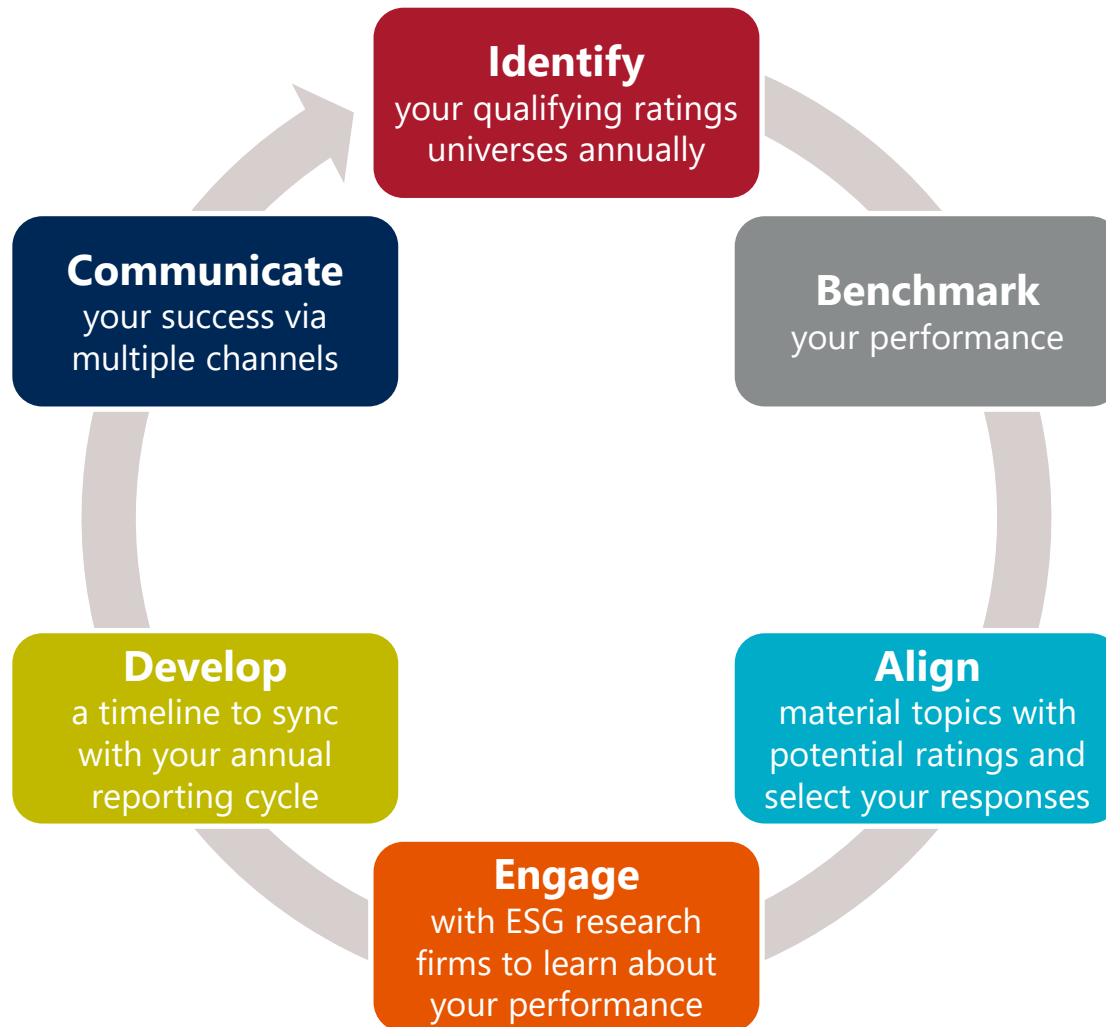 Identify
your qualifying ratings
universes annually
Benchmark
your performance
Align
material topics with
potential ratings and
select your responses
Engage
with ESG research
firms to learn about
your performance
Develop
a timeline to sync
with your annual
reporting cycle
Communicate
your success via
multiple channels